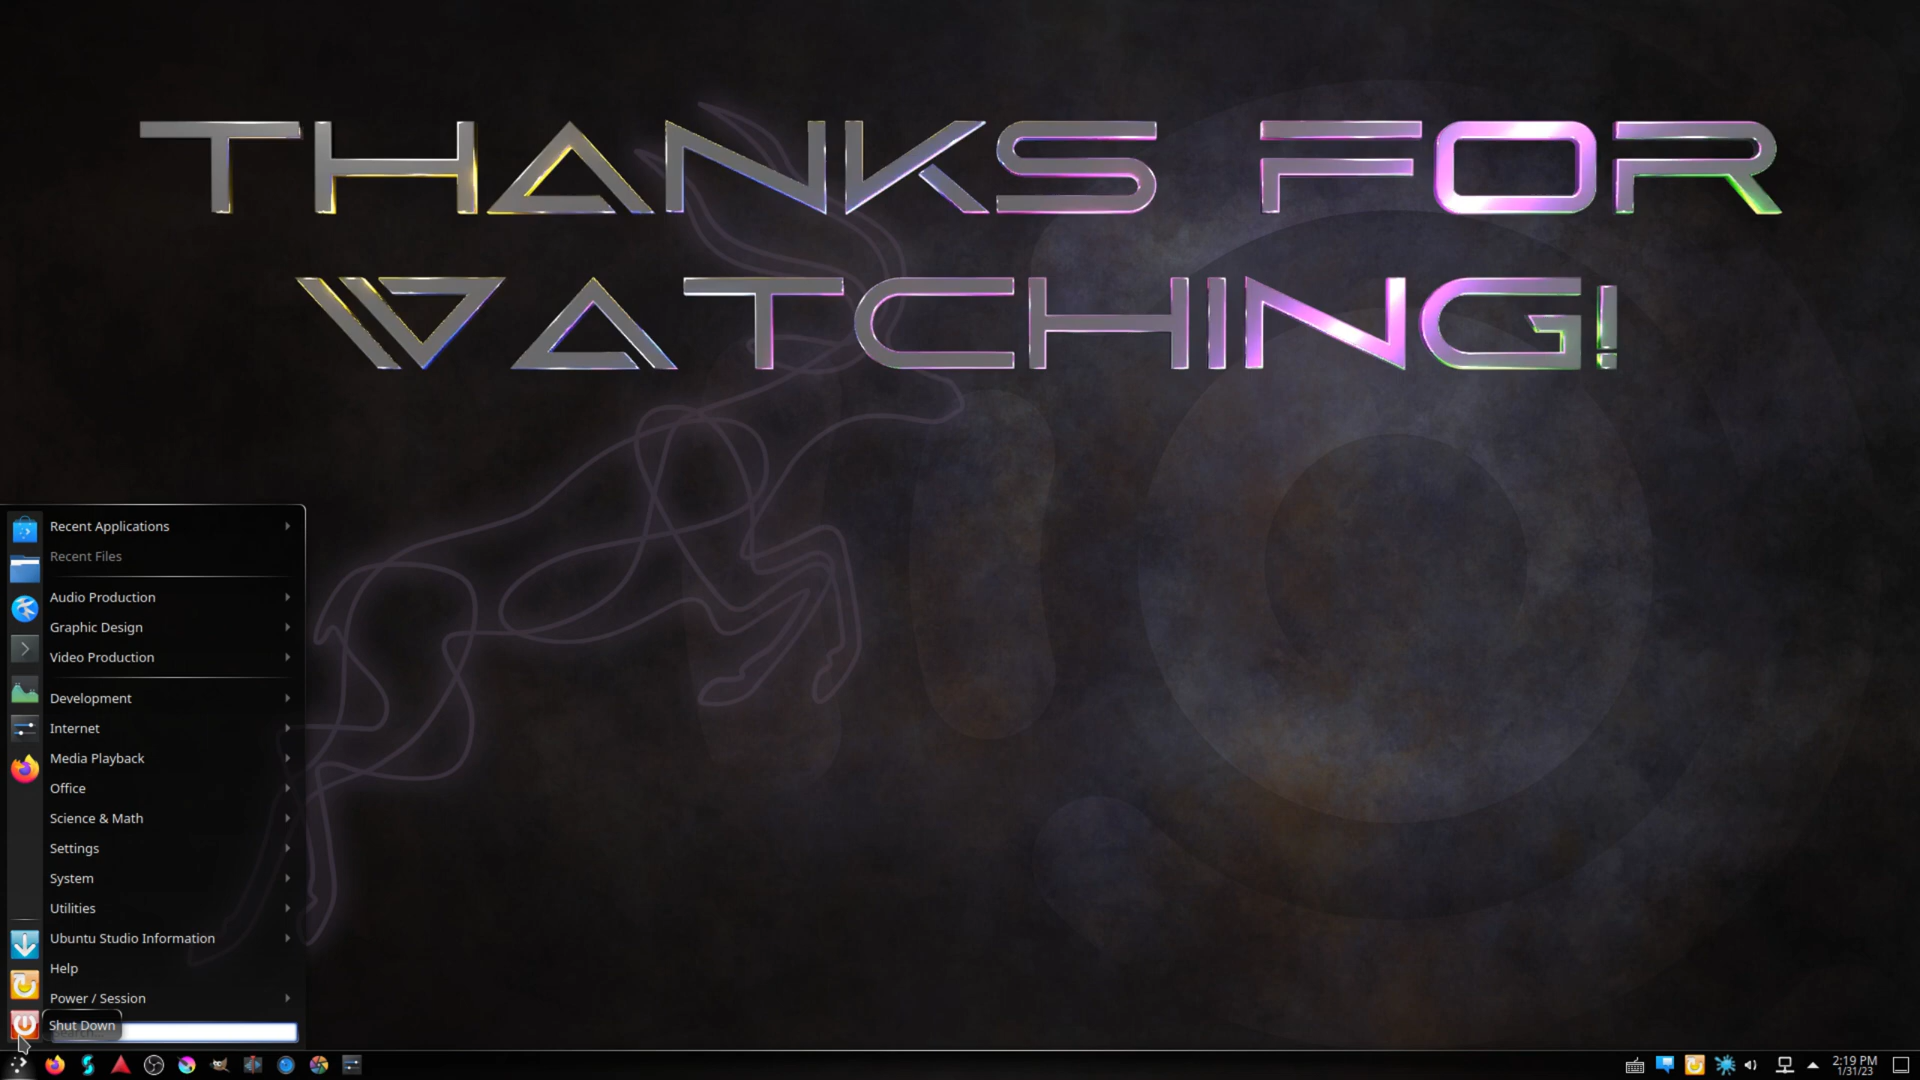 THANKS FOR
WATCHING!
Recent Applications
Recent Files
Audio Production
Graphic Design
Video Production
Development
Internet
Media Playback
Office
Science & Math
Settings
System
Utilities
Ubuntu Studio Information
Help
Power / Session
Shut Down
2:19 PM
1/31/23